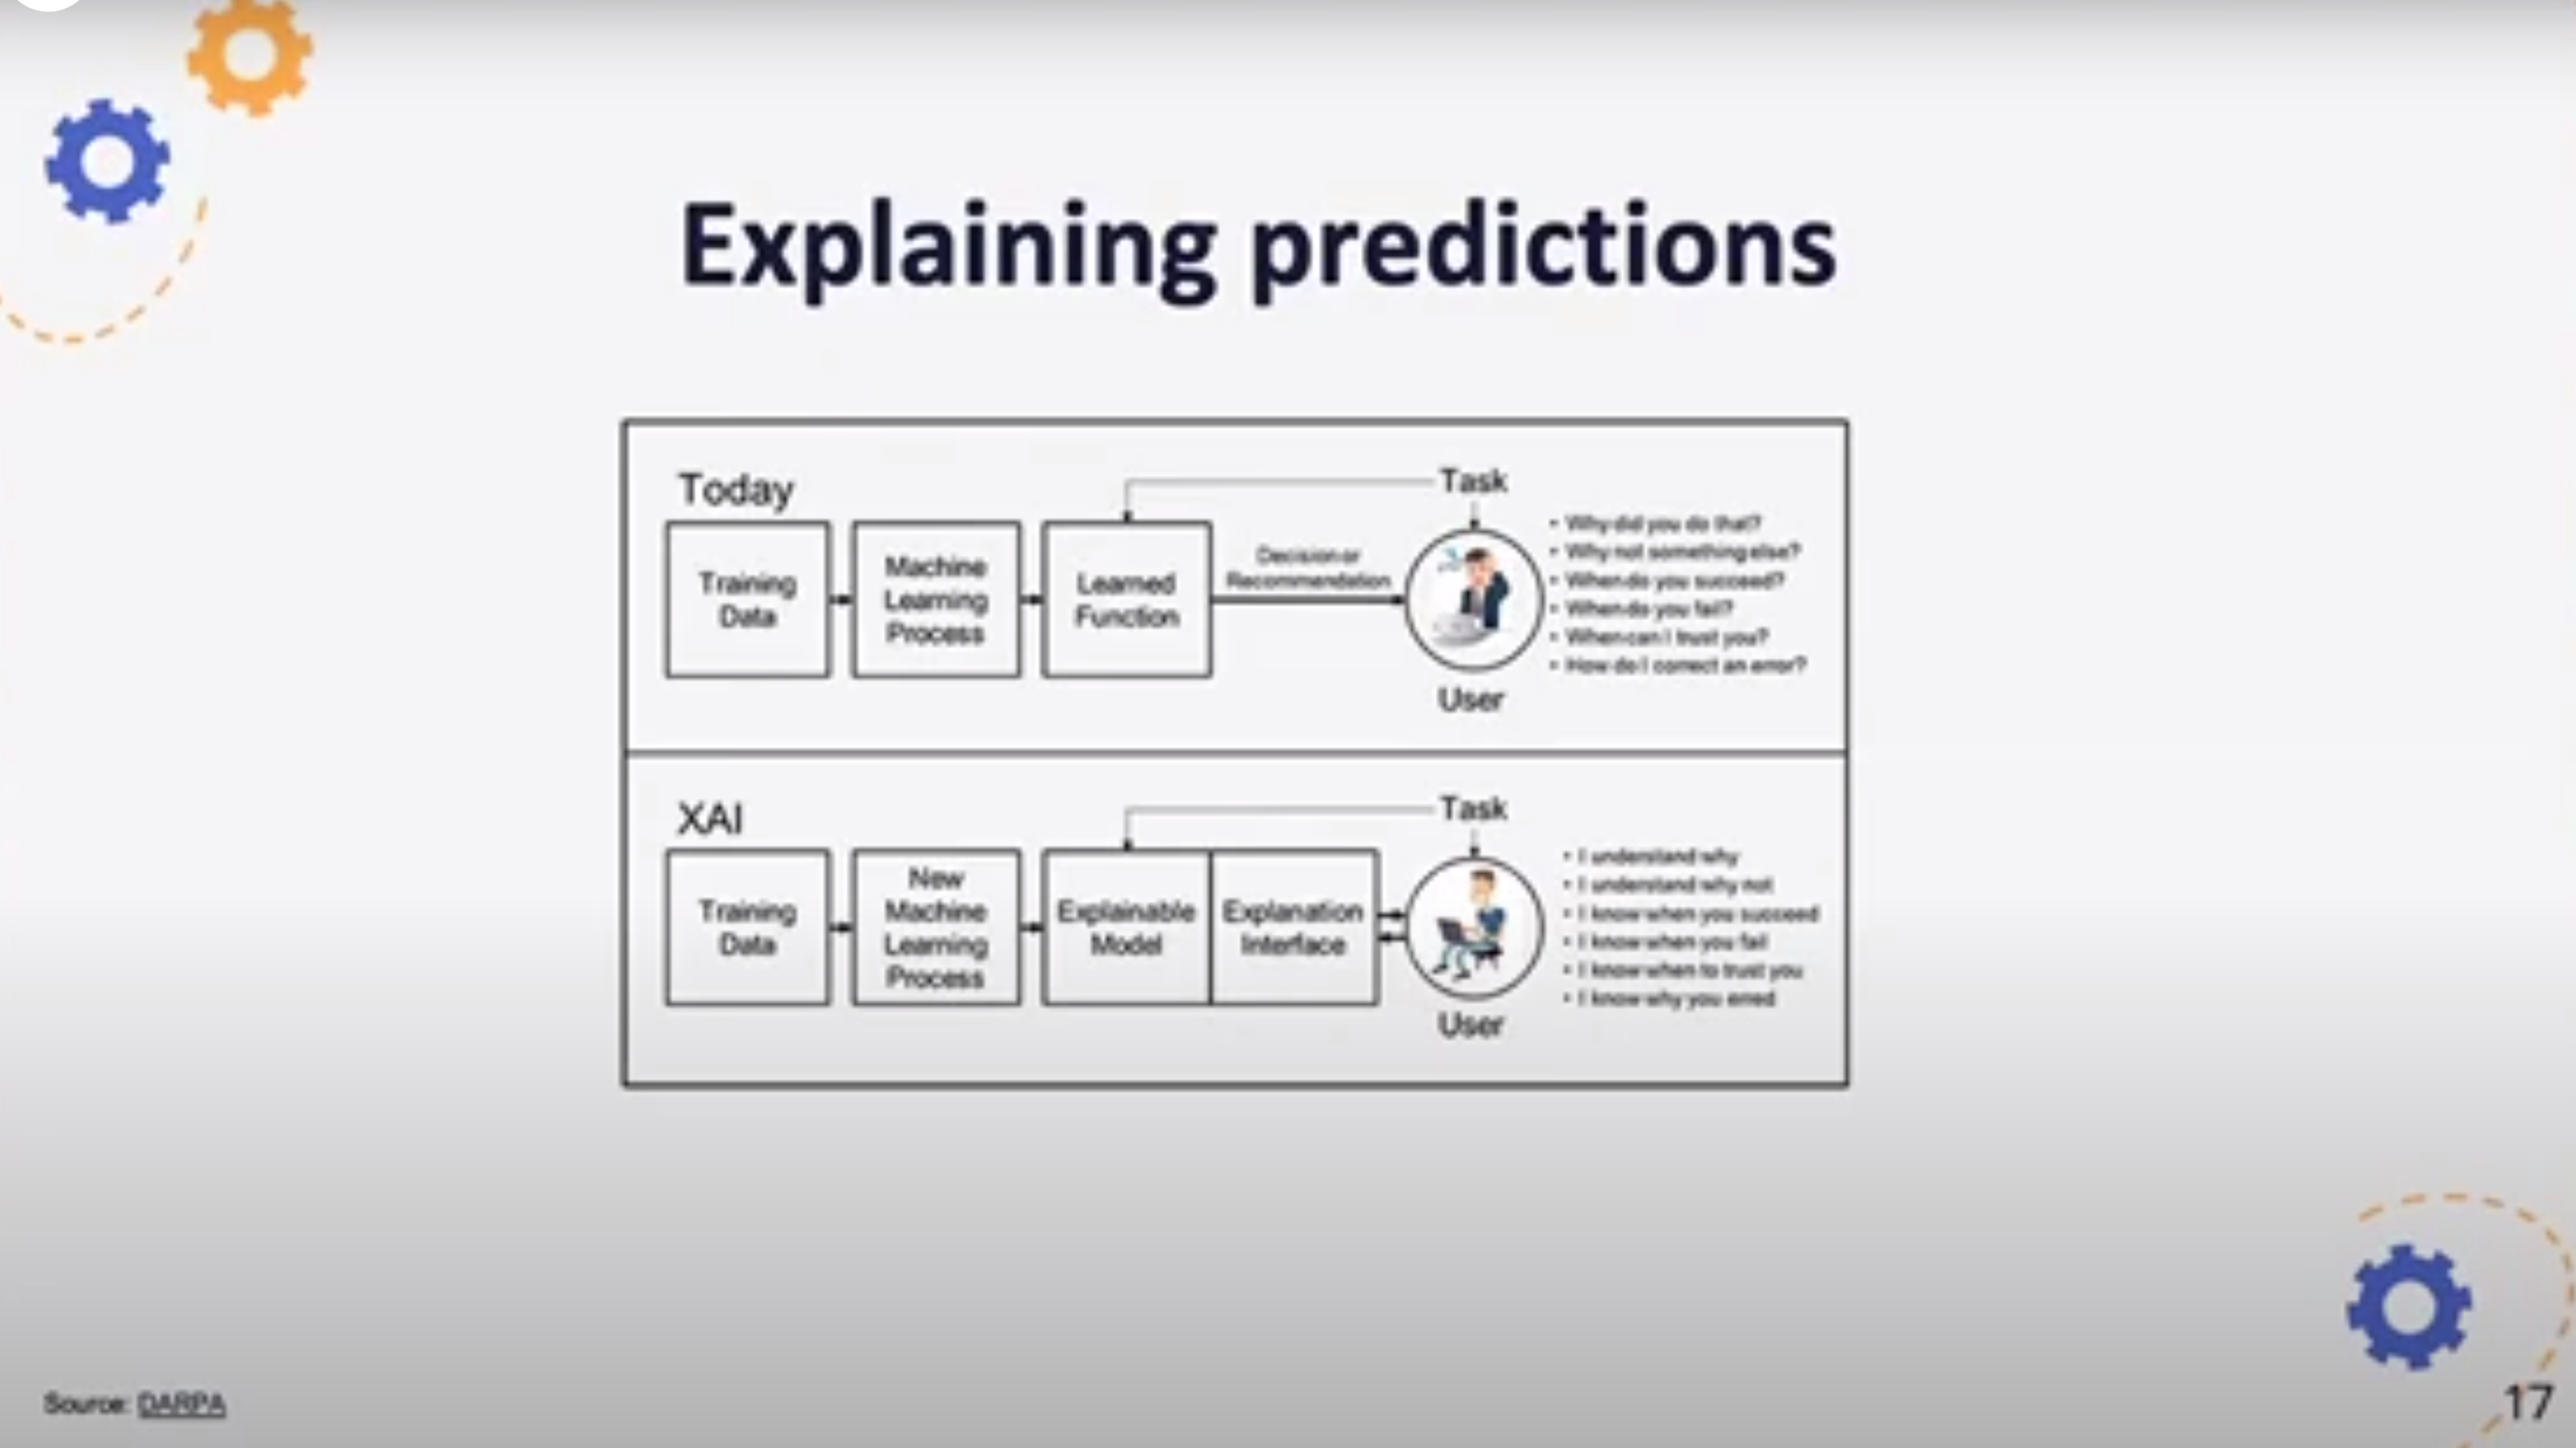 Explaining predictions
Today
Training
Data
Machine
Learning
Process
Learned
Function
Decision or
Recommendation
Task
User
• Why did you do that?
• Why not something else?
• When do you succeed?
• When do you fail?
• When can I trust you?
• How do I correct an error?
XAI
Training
Data
New
Machine
Learning
Process
Explainable
Model
Explanation
Interface
Task
User
• I understand why
• I understand why not
• I know when you succeed
• I know when you fail
• I know when to trust you
• I know why you erred
Source: DARPA
17